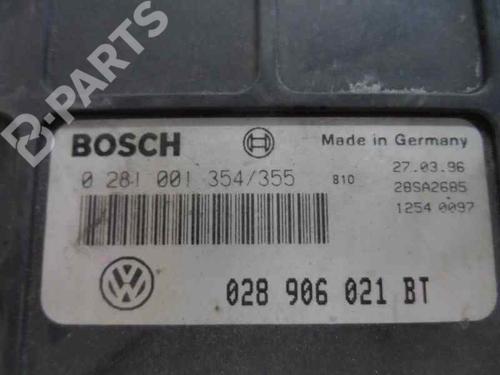 B-PARTS
BOSCH Made in Germany
0 281 001 354/355 810 27.03.96
28SA2685
1254 0097
028 906 021 BT